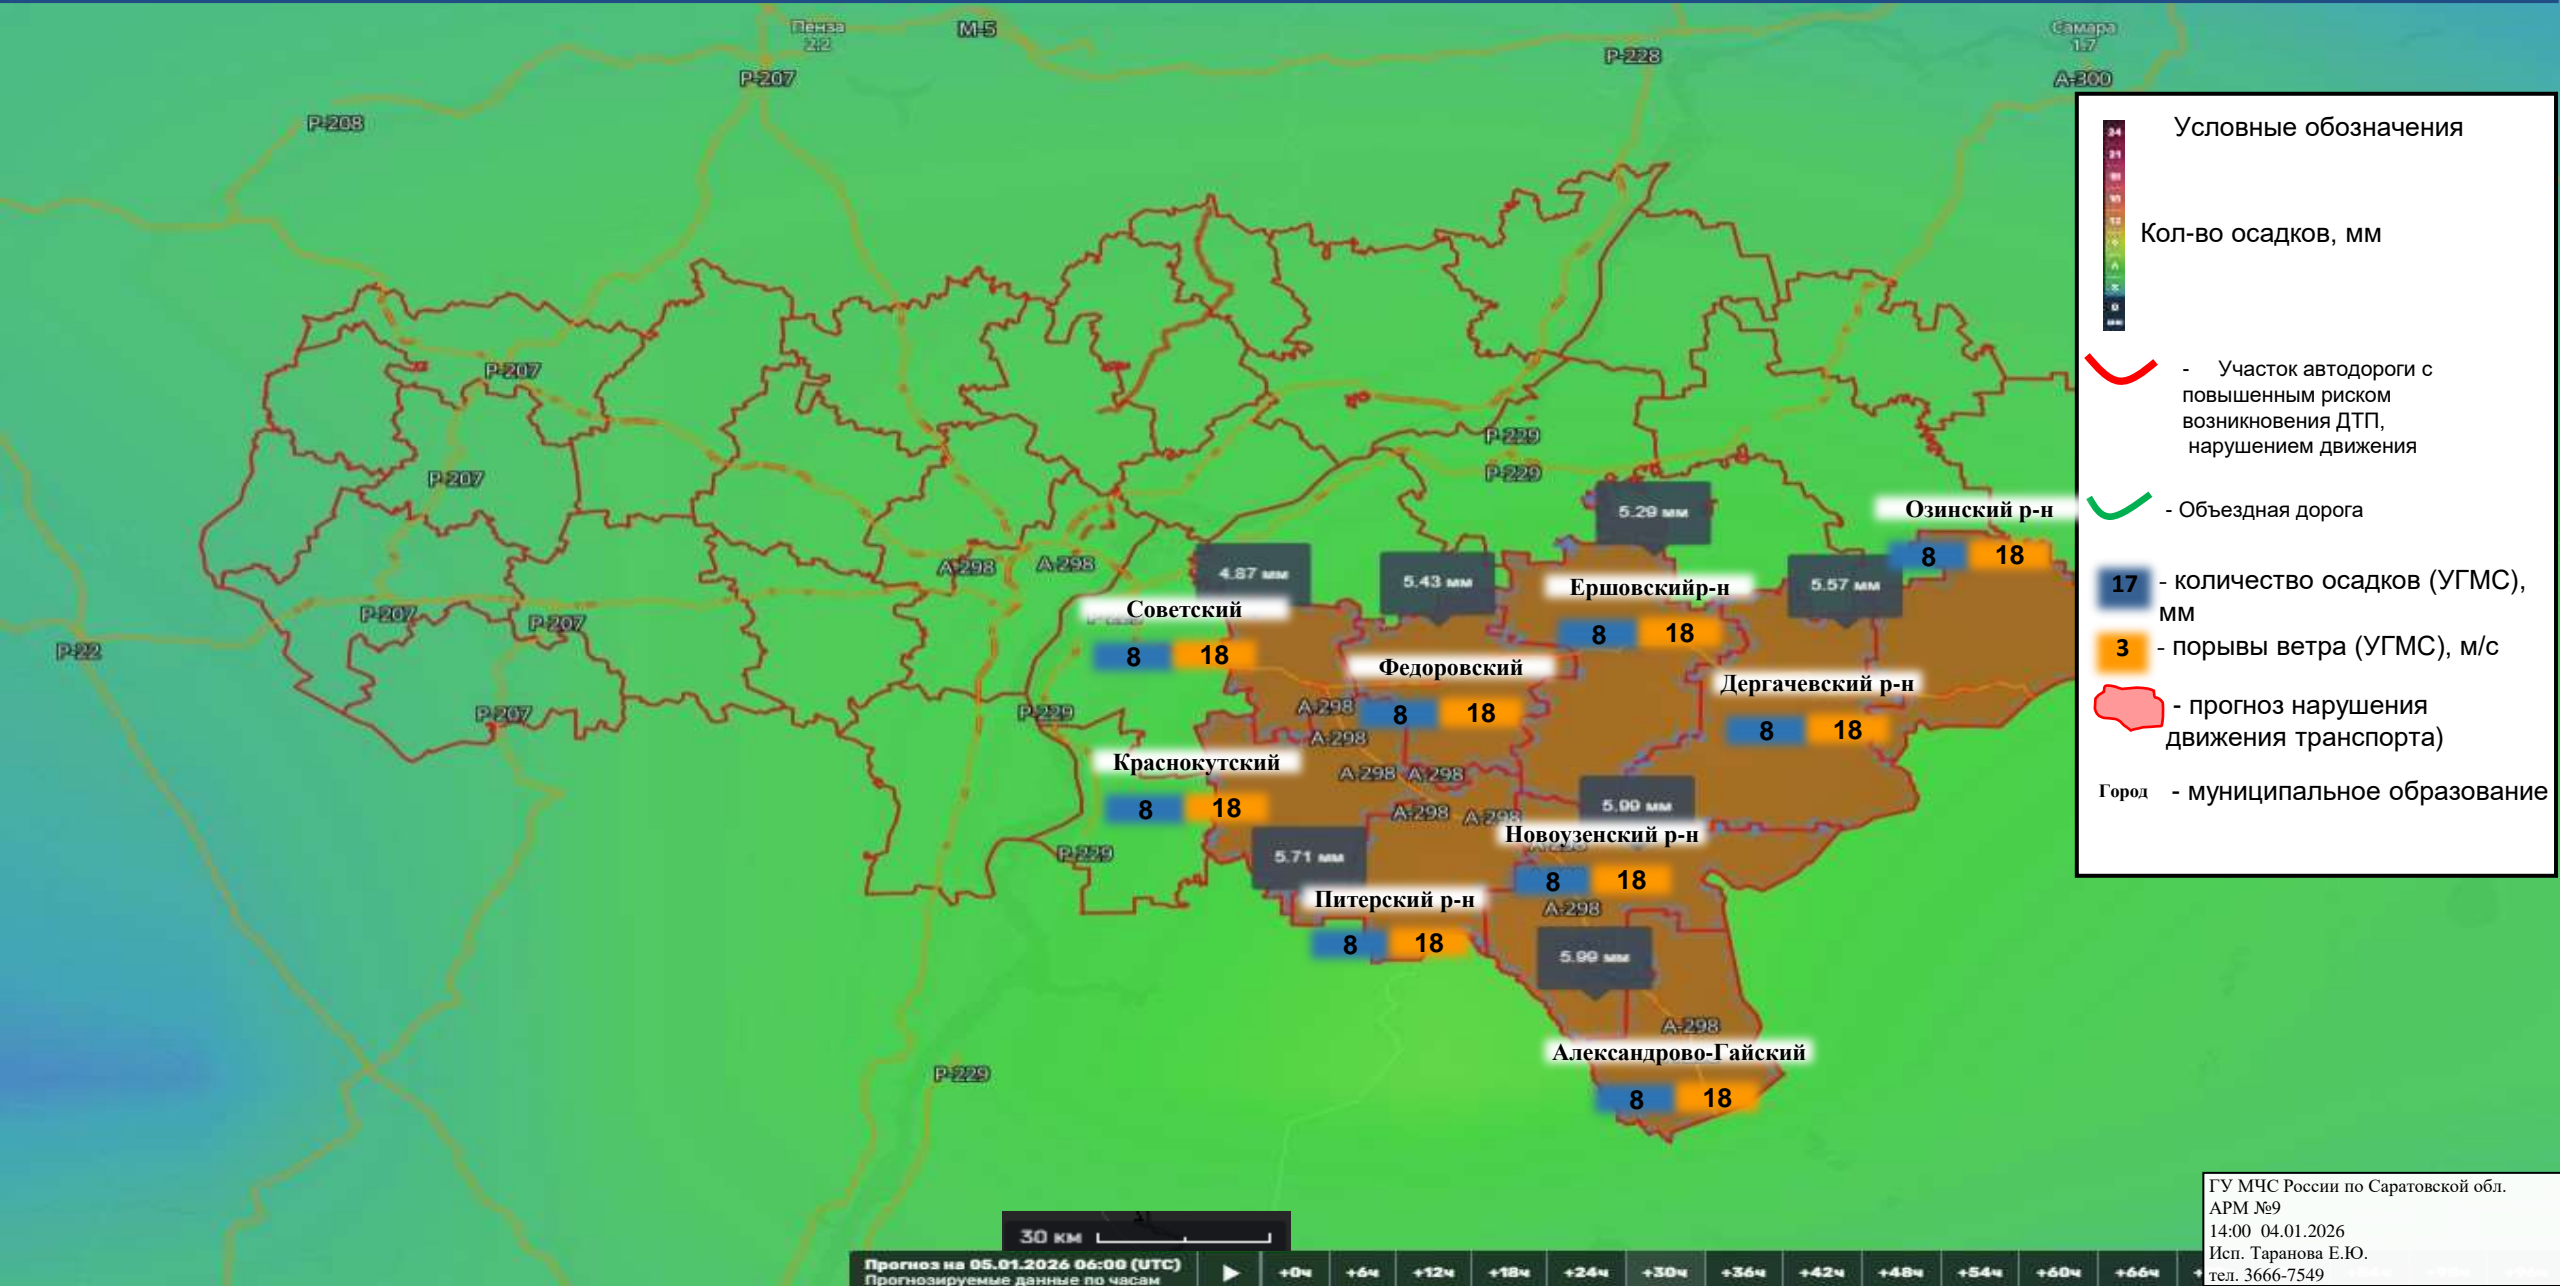 Пенза
2.2
М-5
Р-228
Самара
1.7
А-300
Р-207
Р-208
Условные обозначения
Кол-во осадков, мм
- Участок автодороги с
повышенным риском
возникновения ДТП,
нарушением движения
- Объездная дорога
17 - количество осадков (УГМС),
мм
3 - порывы ветра (УГМС), м/с
- прогноз нарушения
движения транспорта)
Город - муниципальное образование
Р-207
Р-229
Р-207
Р-229
5.29 мм
Озинский р-н
8 18
А-298
А-298
4.87 мм
5.43 мм
Ершовскийр-н
5.57 мм
Советский
Р-207
Р-207
8 18
Р-22
8 18
Федоровский
Дергачевский р-н
Р-207
Р-229
А-298
8 18
8 18
А-298
Краснокутский
А-298
А-298
8 18
5.99 мм
А-298
А-298
Новоузенский р-н
А-298
Р-229
5.71 мм
8 18
Питерский р-н
А-298
8 18
5.99 мм
А-298
Александрово-Гайский
Р-229
8 18
ГУ МЧС России по Саратовской обл.
АРМ №9
14:00 04.01.2026
Исп. Таранова Е.Ю.
тел. 3666-7549
30 км
Прогноз на 05.01.2026 06:00 (UTC)
Прогнозируемые данные по часам
+0ч +6ч +12ч +18ч +24ч +30ч +36ч +42ч +48ч +54ч +60ч +66ч